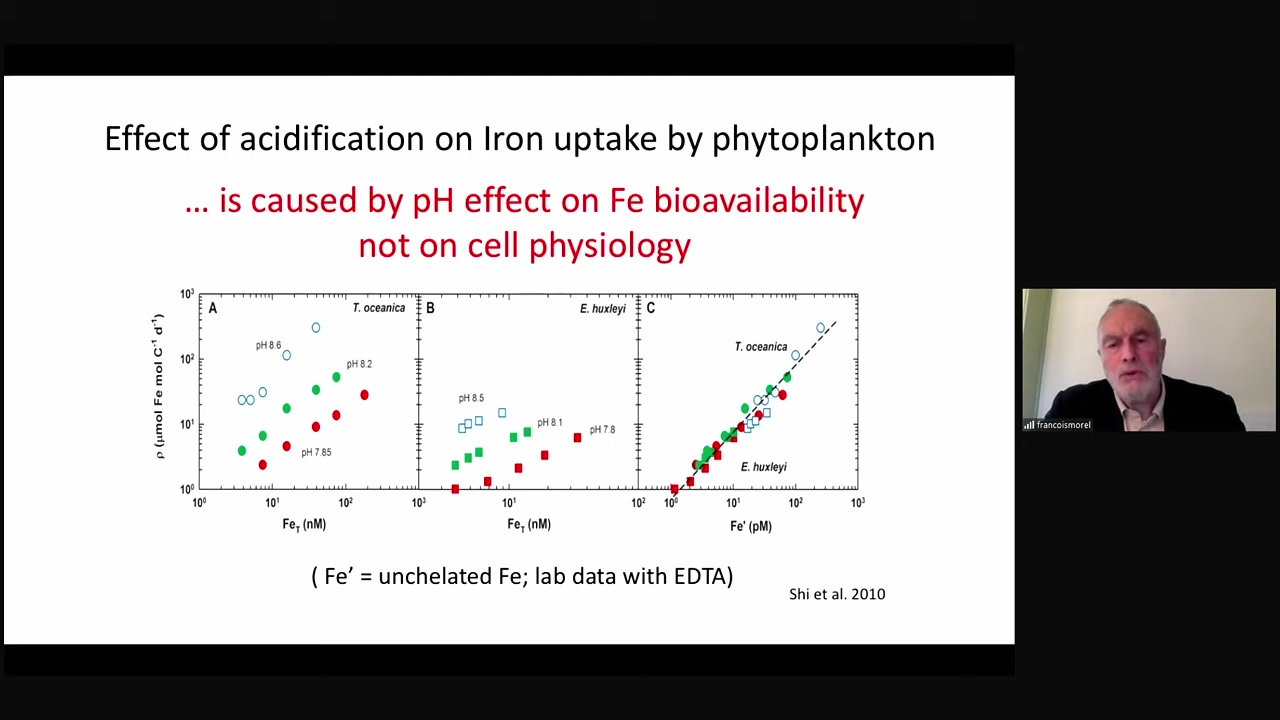 Effect of acidification on Iron uptake by phytoplankton
... is caused by pH effect on Fe bioavailability
not on cell physiology
A
T. oceanica
B
E. huxleyi
C
10³
10²
10¹
10⁰
ρ (μmol Fe mol C⁻¹ d⁻¹)
pH 8.6
pH 8.2
pH 7.85
pH 8.5
pH 8.1
pH 7.8
T. oceanica
E. huxleyi
10⁰ 10¹ 10² 10³
10¹ 10²
10⁰ 10¹ 10² 10³
Fe_T (nM)
Fe_T (nM)
Fe' (pM)
( Fe’ = unchelated Fe; lab data with EDTA)
Shi et al. 2010
francoismorel